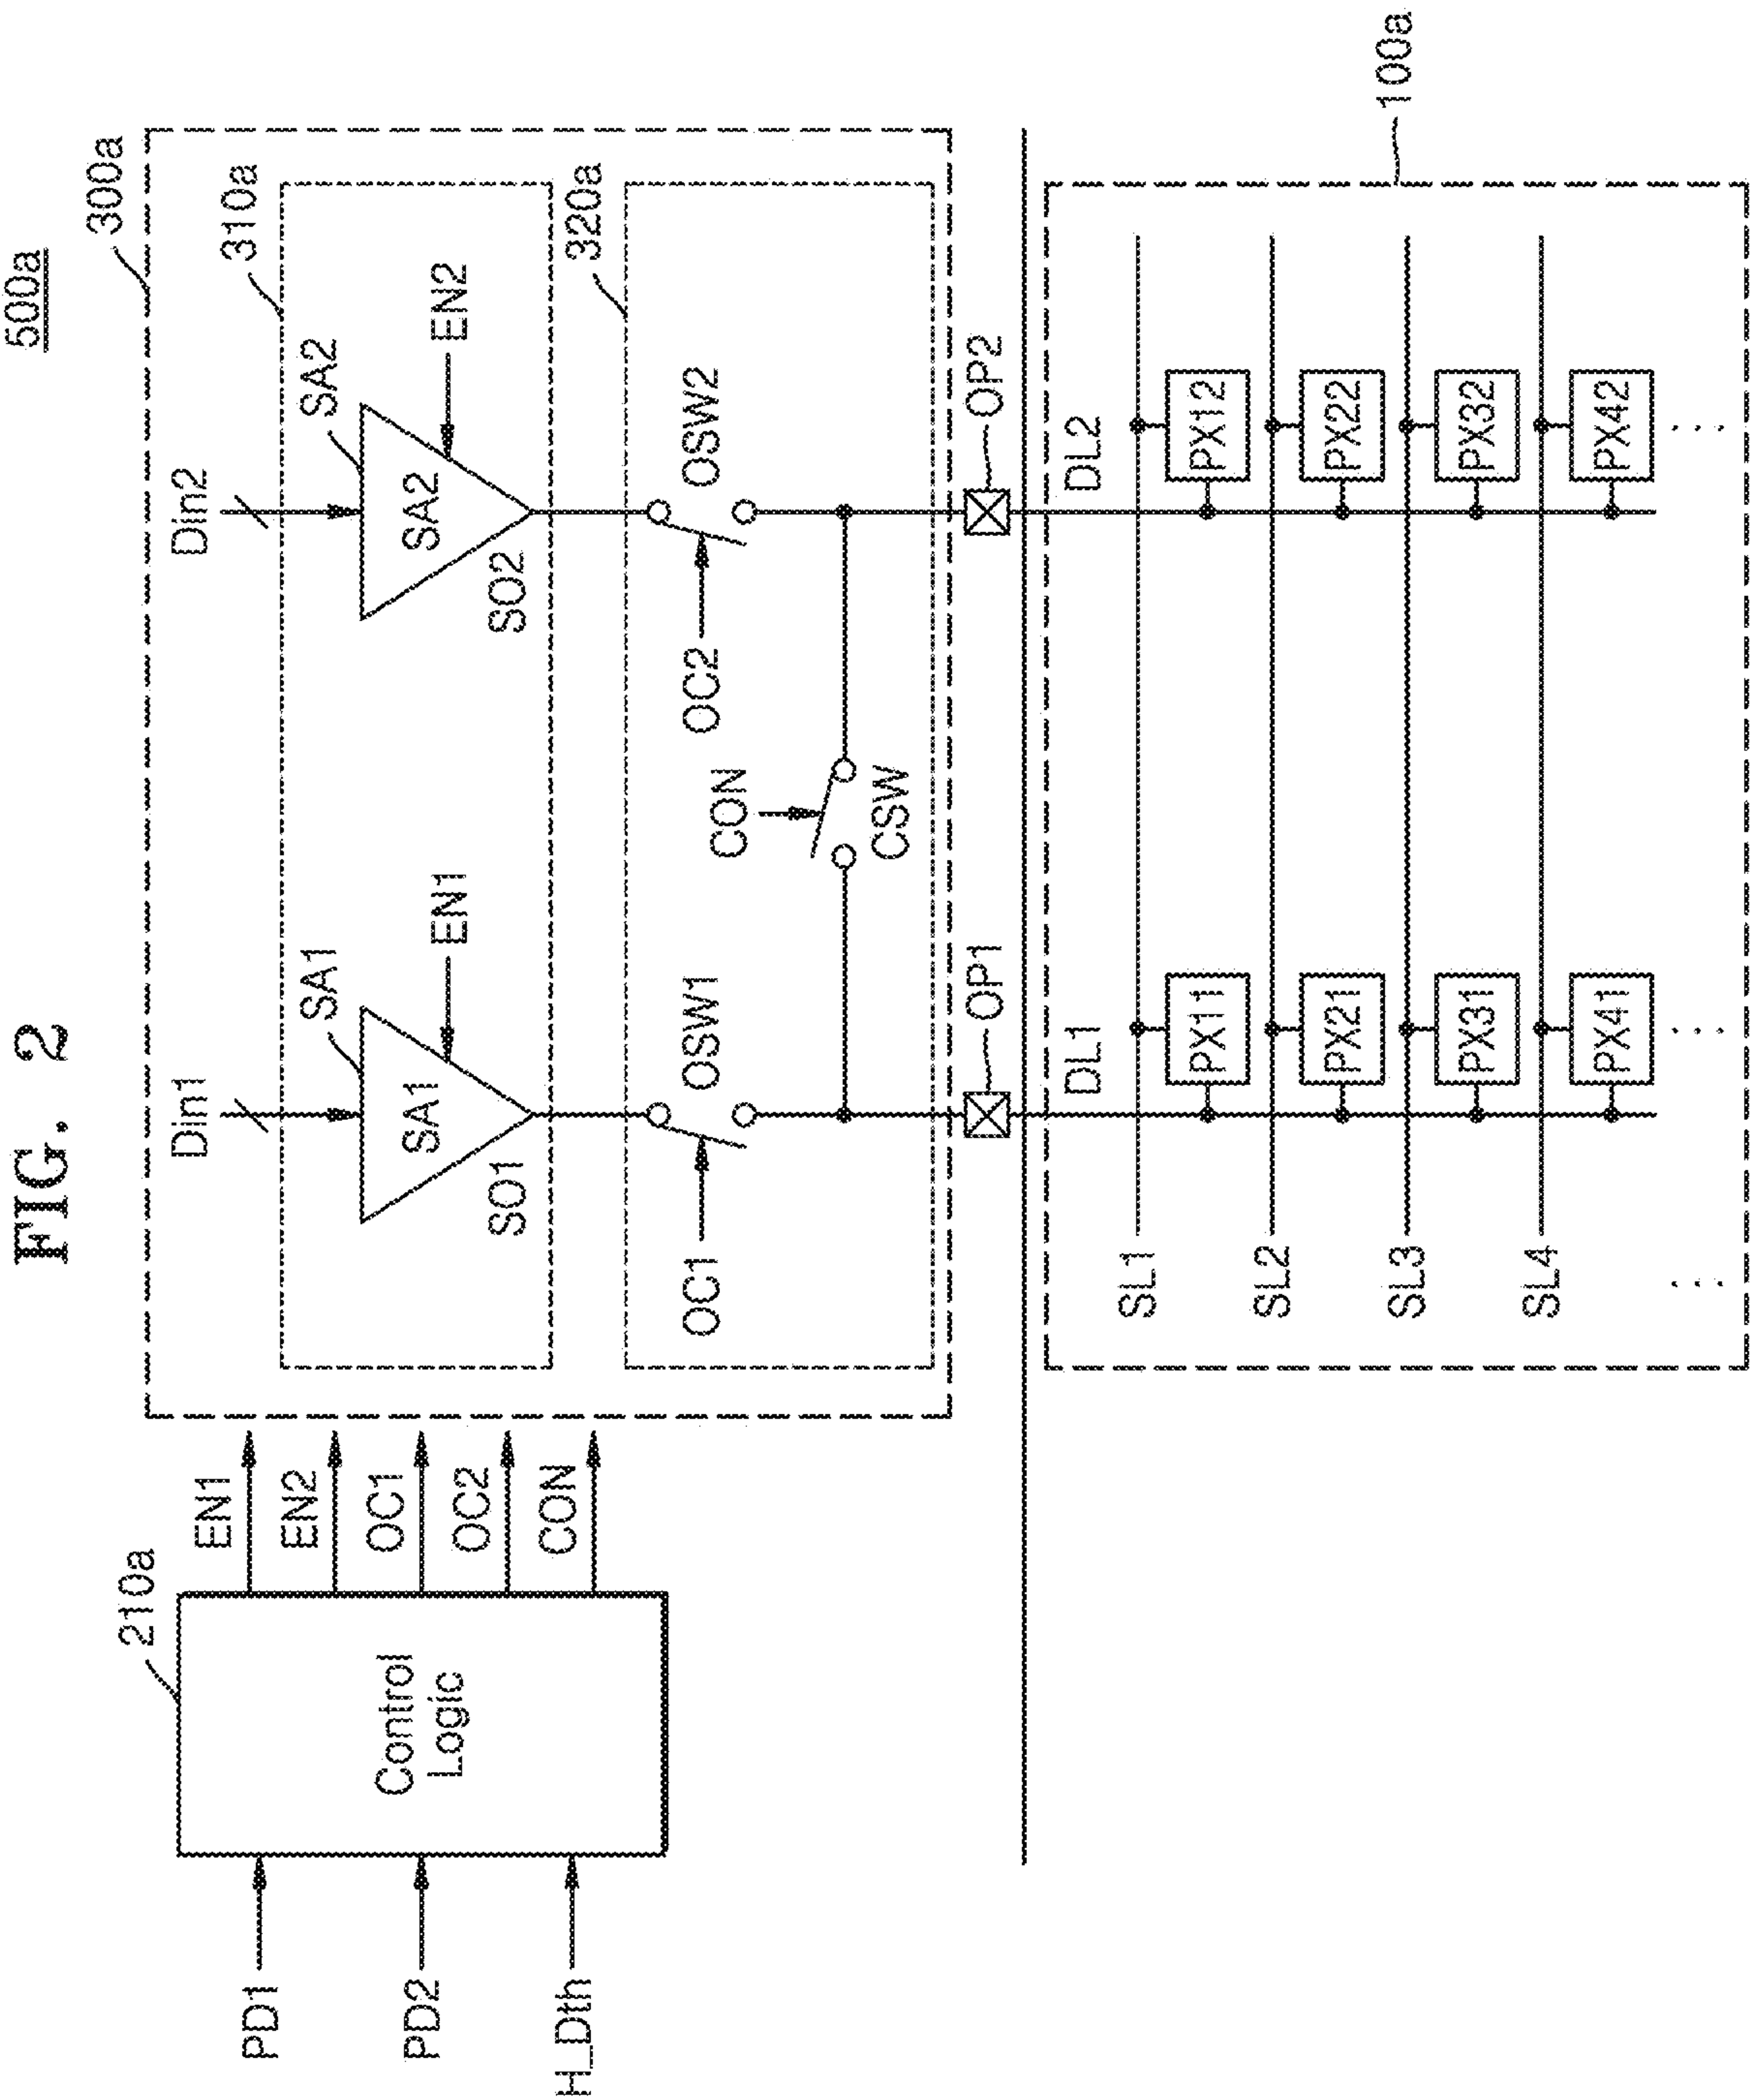 FIG. 2
500a
210a
PD1
PD2
H_Dth
Control
Logic
EN1
EN2
OC1
OC2
CON
300a
310a
Din1
Din2
SA1
SA1
EN1
SO1
SA2
SA2
EN2
SO2
320a
OC1
OSW1
OC2
OSW2
CON
CSW
OP1
OP2
100a
DL1
DL2
SL1
PX11
PX12
SL2
PX21
PX22
SL3
PX31
PX32
SL4
PX41
PX42